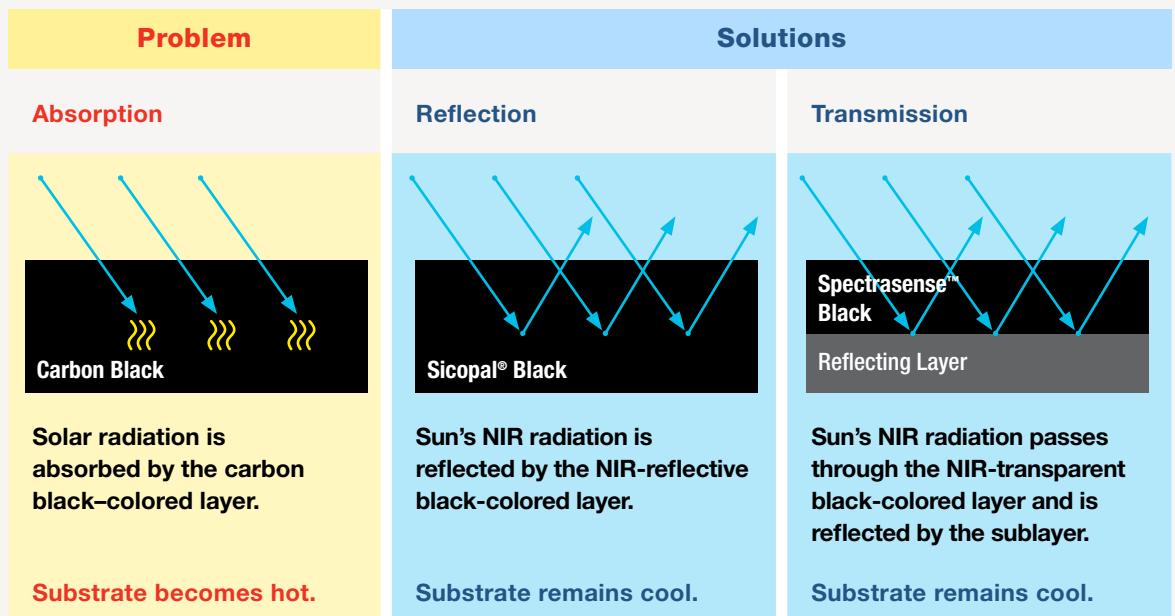 Problem
Solutions
Absorption
Reflection
Transmission
Carbon Black
Sicopal® Black
Spectrasense™
Black
Reflecting Layer
Solar radiation is
absorbed by the carbon
black–colored layer.
Sun's NIR radiation is
reflected by the NIR-reflective
black-colored layer.
Sun's NIR radiation passes
through the NIR-transparent
black-colored layer and is
reflected by the sublayer.
Substrate becomes hot.
Substrate remains cool.
Substrate remains cool.